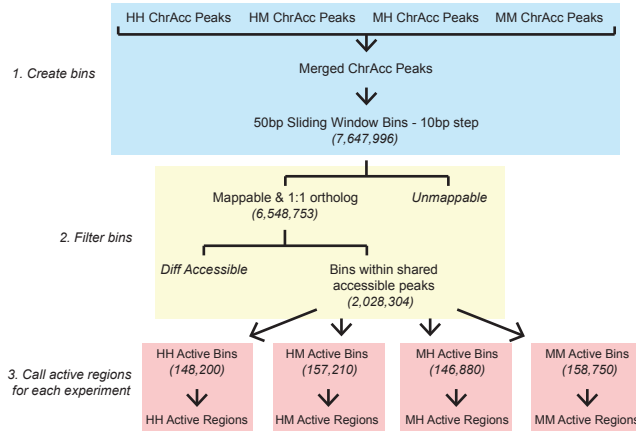 HH ChrAcc Peaks HM ChrAcc Peaks MH ChrAcc Peaks MM ChrAcc Peaks
1. Create bins
Merged ChrAcc Peaks
50bp Sliding Window Bins - 10bp step
(7,647,996)
Mappable & 1:1 ortholog
(6,548,753)
Unmappable
2. Filter bins
Diff Accessible
Bins within shared
accessible peaks
(2,028,304)
3. Call active regions
for each experiment
HH Active Bins
(148,200)
HH Active Regions
HM Active Bins
(157,210)
HM Active Regions
MH Active Bins
(146,880)
MH Active Regions
MM Active Bins
(158,750)
MM Active Regions